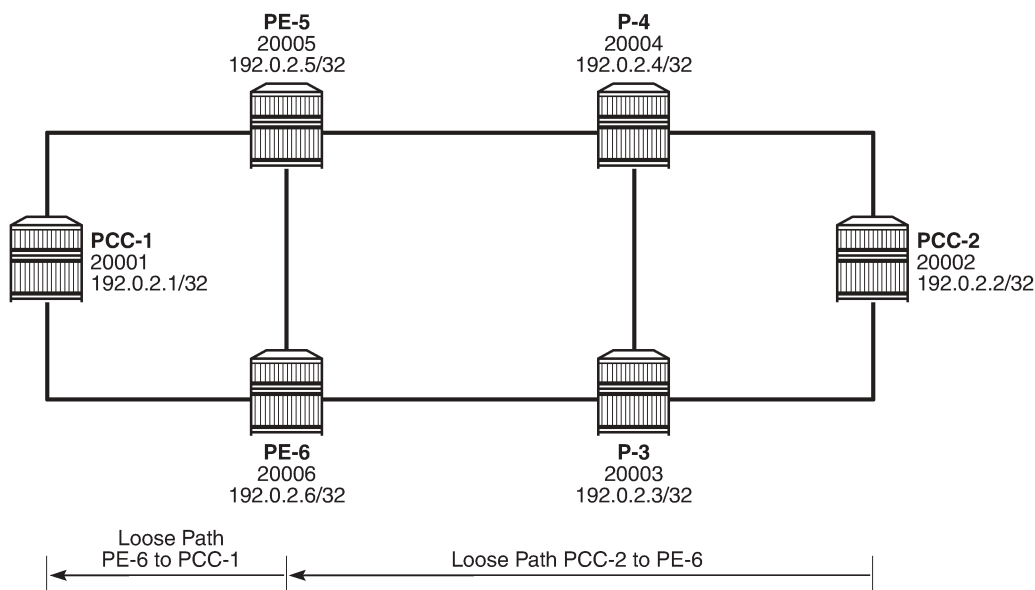 PE-5
20005
192.0.2.5/32
P-4
20004
192.0.2.4/32
PCC-1
20001
192.0.2.1/32
PCC-2
20002
192.0.2.2/32
PE-6
20006
192.0.2.6/32
P-3
20003
192.0.2.3/32
Loose Path
PE-6 to PCC-1
Loose Path PCC-2 to PE-6